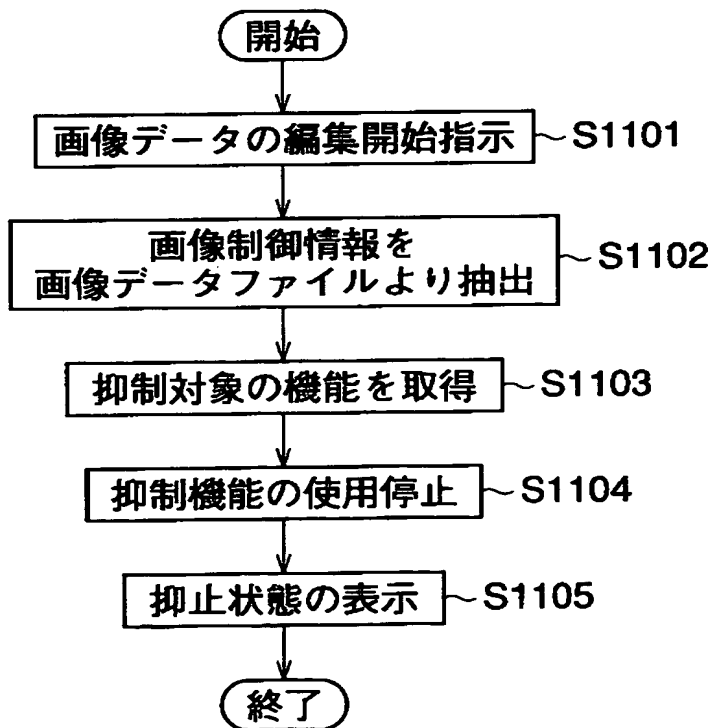 開始
画像データの編集開始指示
S1101
画像制御情報を
画像データファイルより抽出
S1102
抑制対象の機能を取得
S1103
抑制機能の使用停止
S1104
抑止状態の表示
S1105
終了